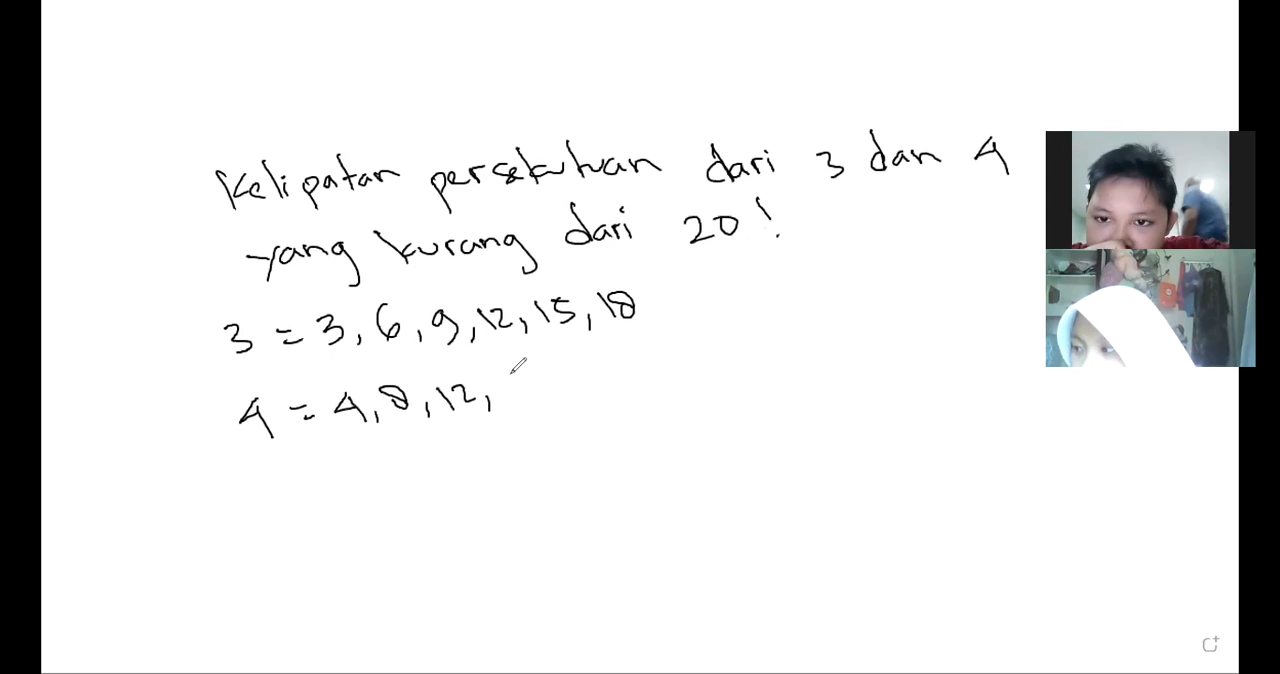 Kelipatan persekutuan dari 3 dan 4
yang kurang dari 20!
3 = 3, 6, 9, 12, 15, 18
4 = 4, 8, 12,